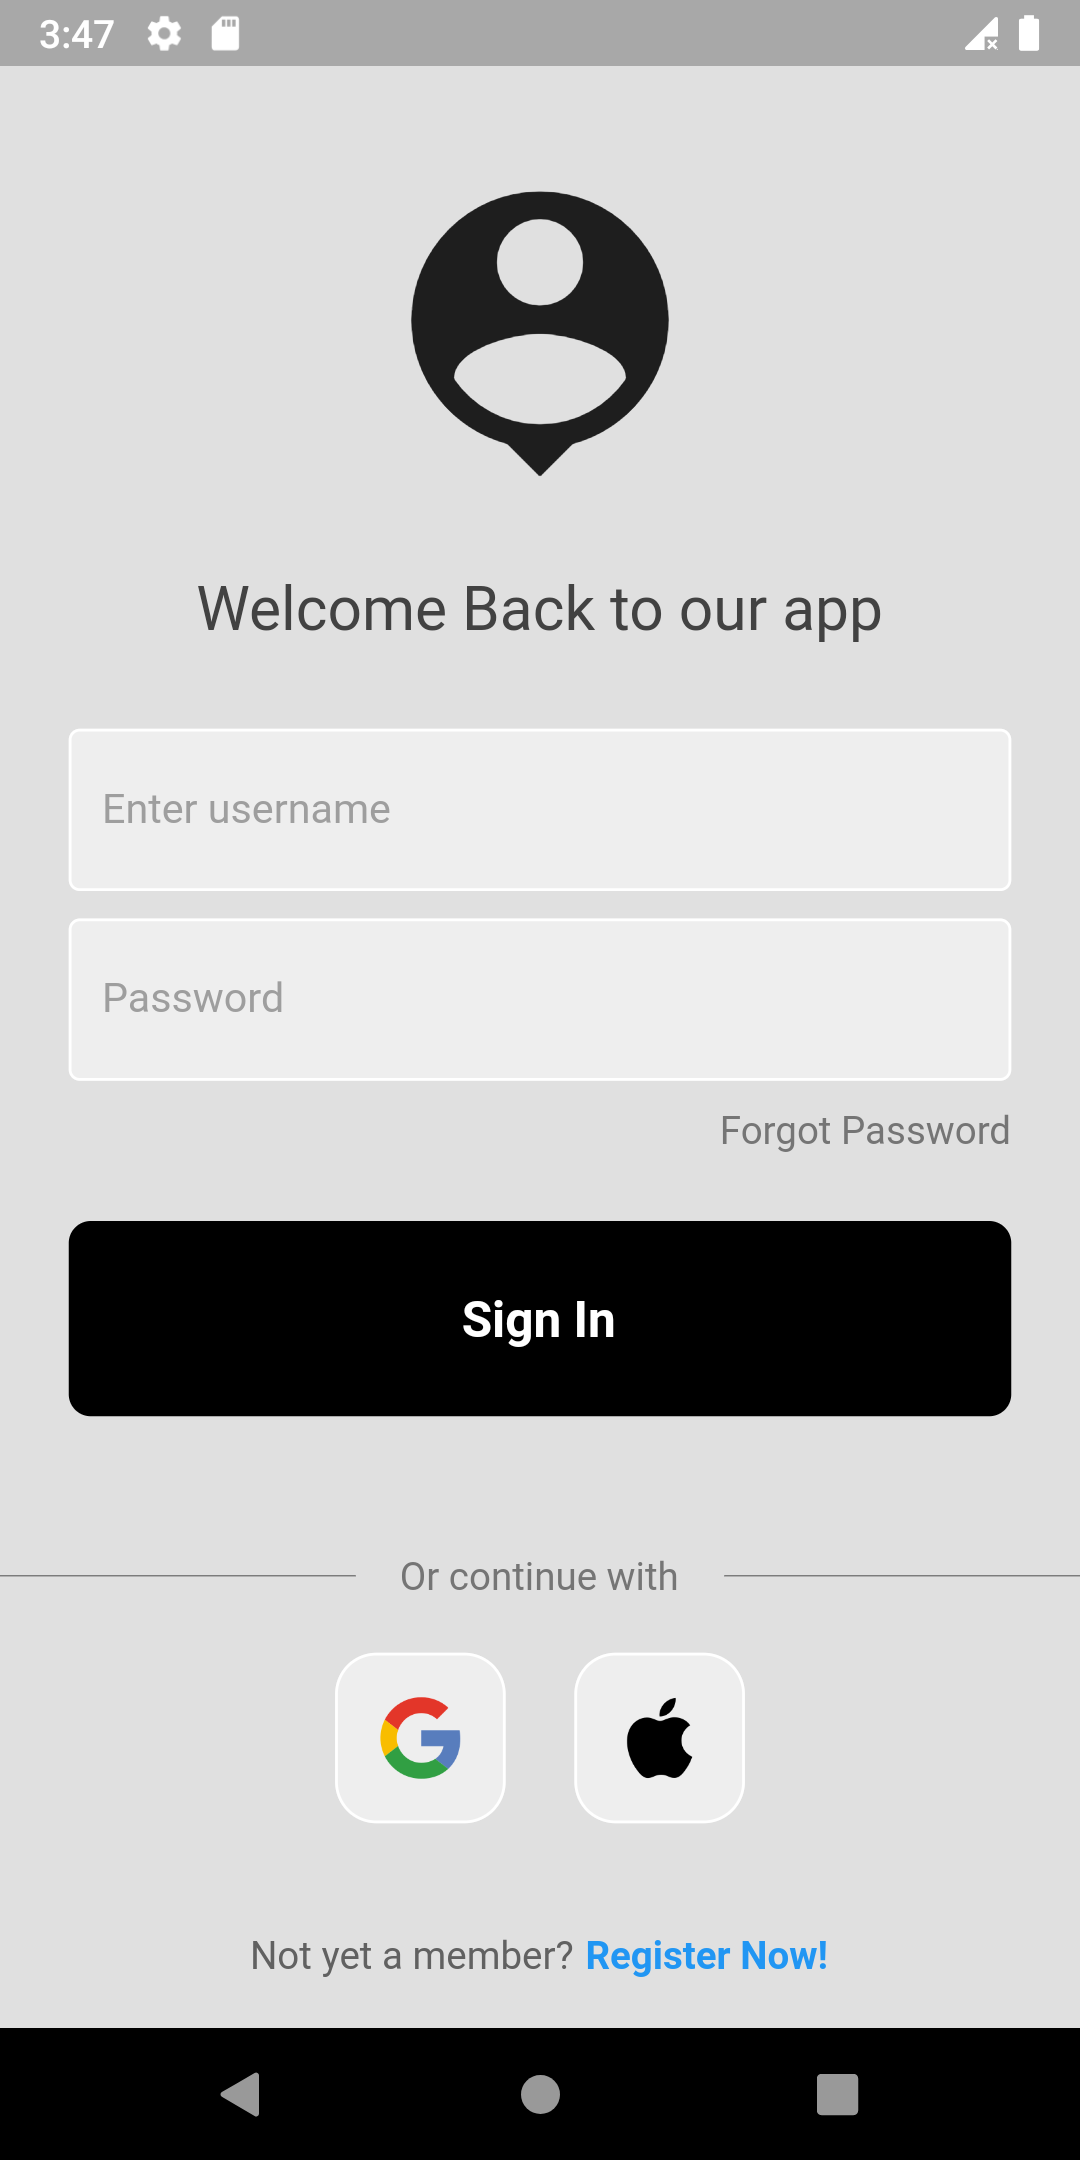 3:47
Welcome Back to our app
Enter username
Password
Forgot Password
Sign In
Or continue with
Not yet a member? Register Now!